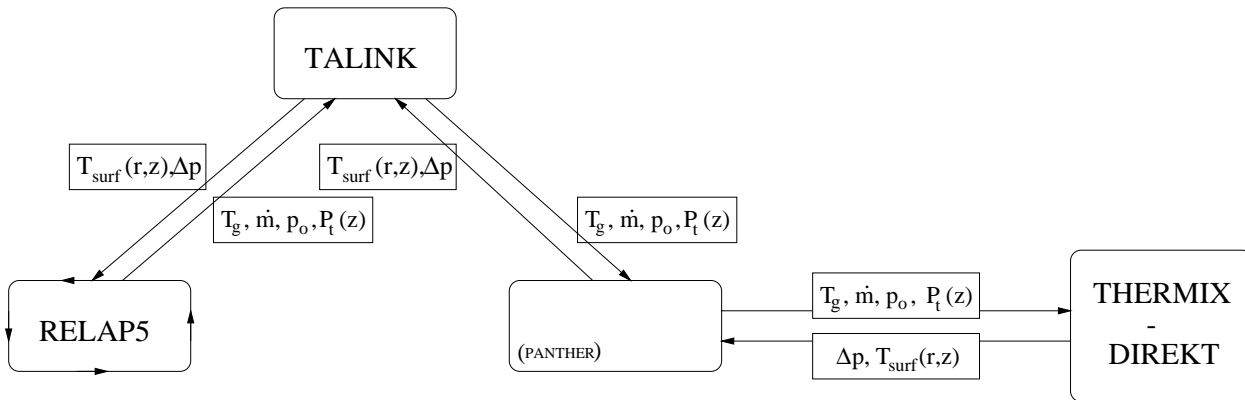 TALINK
T_surf(r,z),Δp
T_surf(r,z),Δp
T_g, ṁ, p_o,P_t(z)
T_g, ṁ, p_o,P_t(z)
RELAP5
(PANTHER)
T_g, ṁ, p_o, P_t(z)
Δp, T_surf(r,z)
THERMIX
-
DIREKT